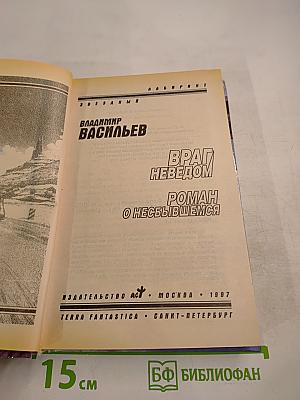 ЗВЕЗДНЫЙ ЛАБИРИНТ
ВЛАДИМИР
ВАСИЛЬЕВ
ВРАГ
НЕВЕДОМ
РОМАН
О НЕСБЫВШЕМСЯ
ИЗДАТЕЛЬСТВО АСТ • МОСКВА • 1997
TERRA FANTASTICA • САНКТ-ПЕТЕРБУРГ
15 см
БФ БИБЛИОФАН